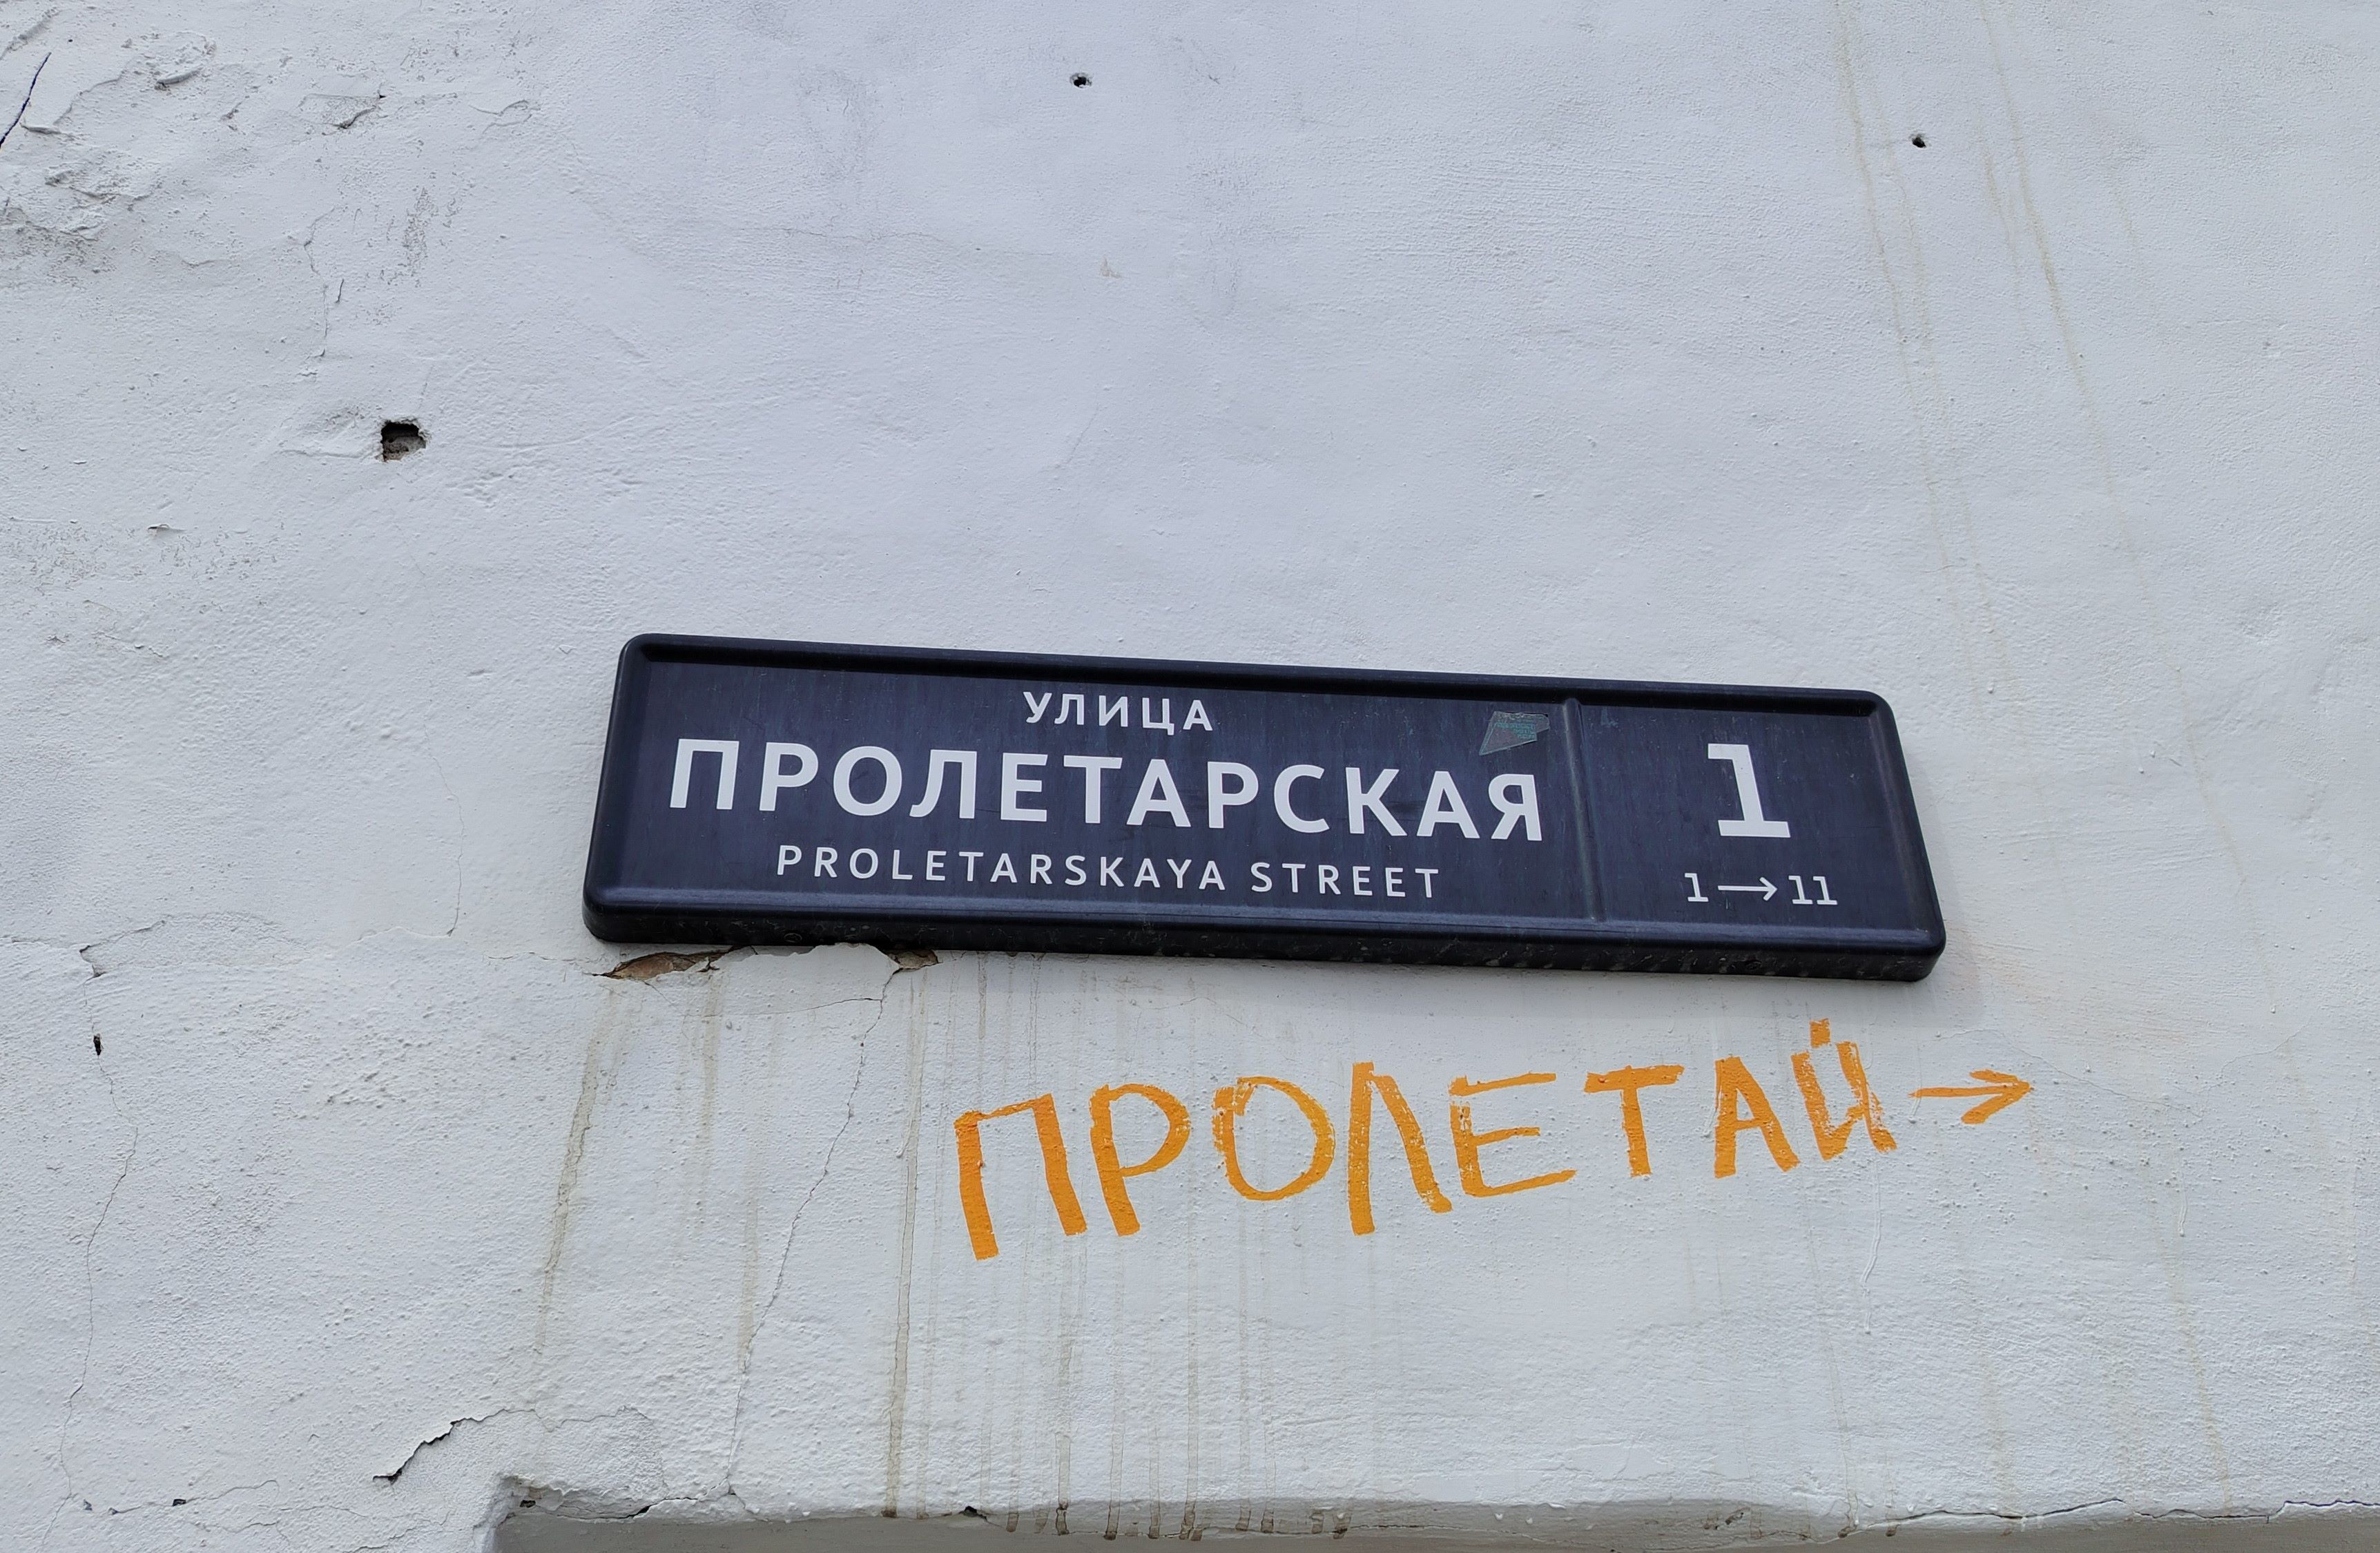 УЛИЦА
ПРОЛЕТАРСКАЯ
PROLETARSKAYA STREET
1
1→11
ПРОЛЕТАЙ→